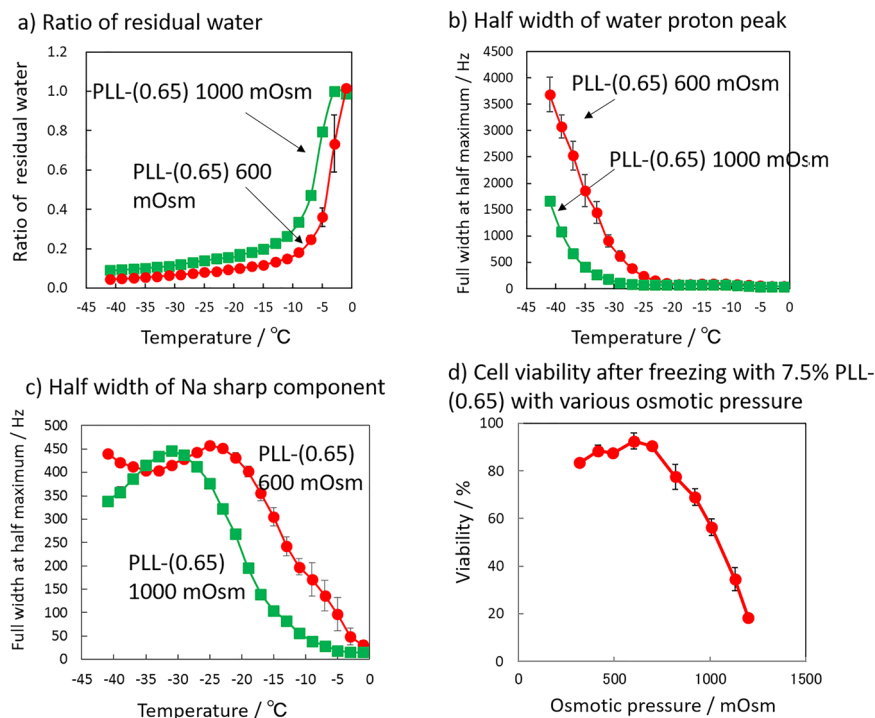 a) Ratio of residual water
Ratio of residual water
1.2
1.0
0.8
0.6
0.4
0.2
0
PLL-(0.65) 1000 mOsm
PLL-(0.65) 600
mOsm
-45 -40 -35 -30 -25 -20 -15 -10 -5 0
Temperature / ℃
b) Half width of water proton peak
Full width at half maximum / Hz
4500
4000
3500
3000
2500
2000
1500
1000
500
0
PLL-(0.65) 600 mOsm
PLL-(0.65) 1000 mOsm
-45 -40 -35 -30 -25 -20 -15 -10 -5 0
Temperature / ℃
c) Half width of Na sharp component
Full width at half maximum / Hz
500
450
400
350
300
250
200
150
100
50
0
PLL-(0.65)
600 mOsm
PLL-(0.65)
1000 mOsm
-45 -40 -35 -30 -25 -20 -15 -10 -5 0
Temperature / ℃
d) Cell viability after freezing with 7.5% PLL-
(0.65) with various osmotic pressure
Viability / %
100
80
60
40
20
0
0 500 1000 1500
Osmotic pressure / mOsm